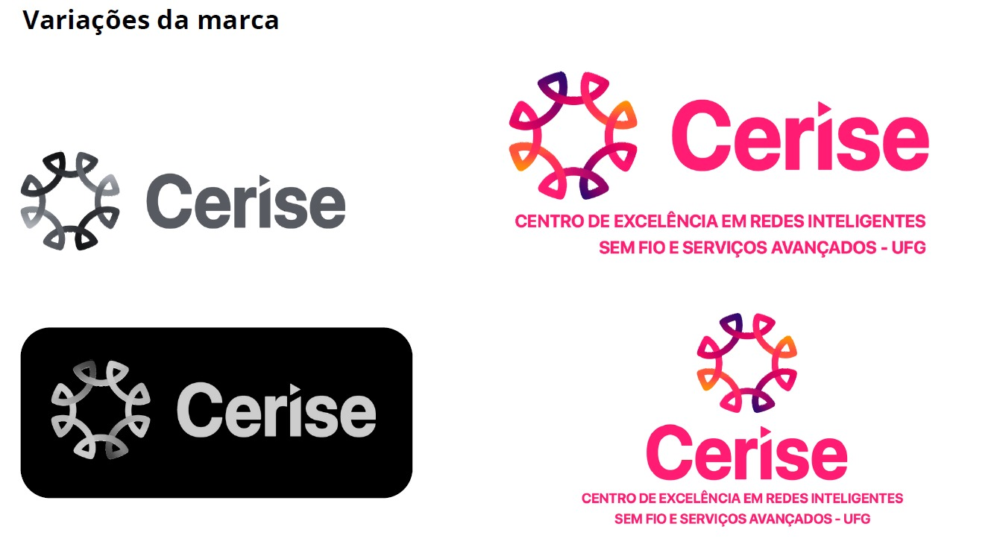 Variações da marca
Cerise
Cerise
CENTRO DE EXCELÊNCIA EM REDES INTELIGENTES
SEM FIO E SERVIÇOS AVANÇADOS - UFG
Cerise
Cerise
CENTRO DE EXCELÊNCIA EM REDES INTELIGENTES
SEM FIO E SERVIÇOS AVANÇADOS - UFG